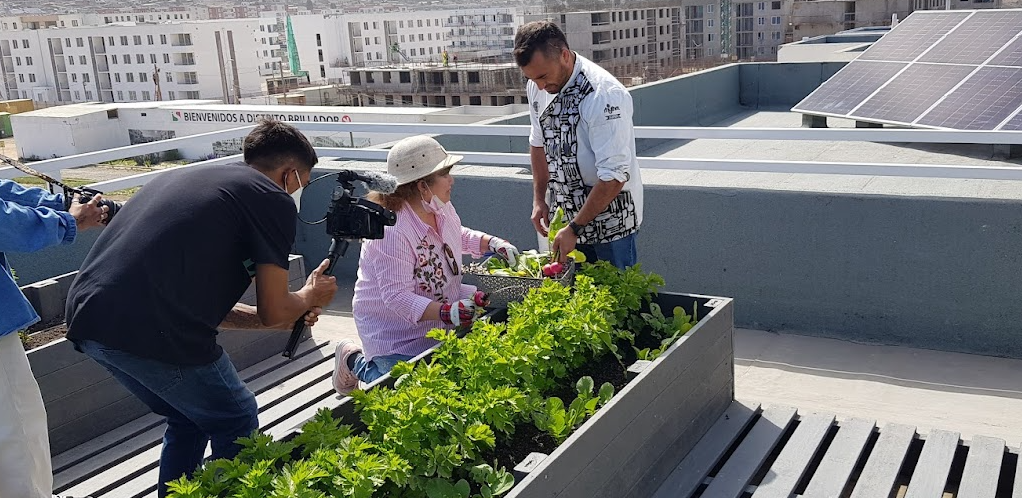 BIENVENIDOS A DISTRITO BRILLADOR